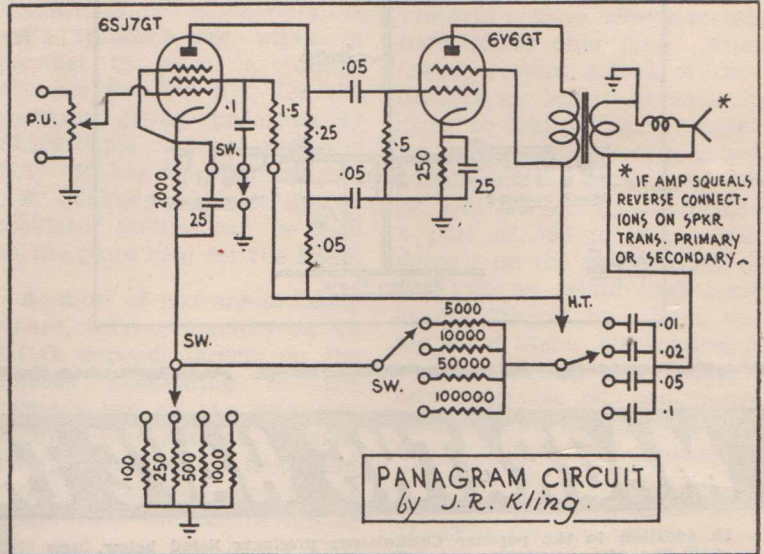 6SJ7GT
6V6GT
P.U.
.1
SW.
1.5
.05
.25
.05
.5
250
25
2000
25
.05
*
* IF AMP SQUEALS
REVERSE CONNECT-
IONS ON SPKR
TRANS. PRIMARY
OR SECONDARY~
H.T.
SW.
5000
10000
50000
100000
SW.
.01
.02
.05
.1
100
250
500
1000
PANAGRAM CIRCUIT
by J.R. Kling